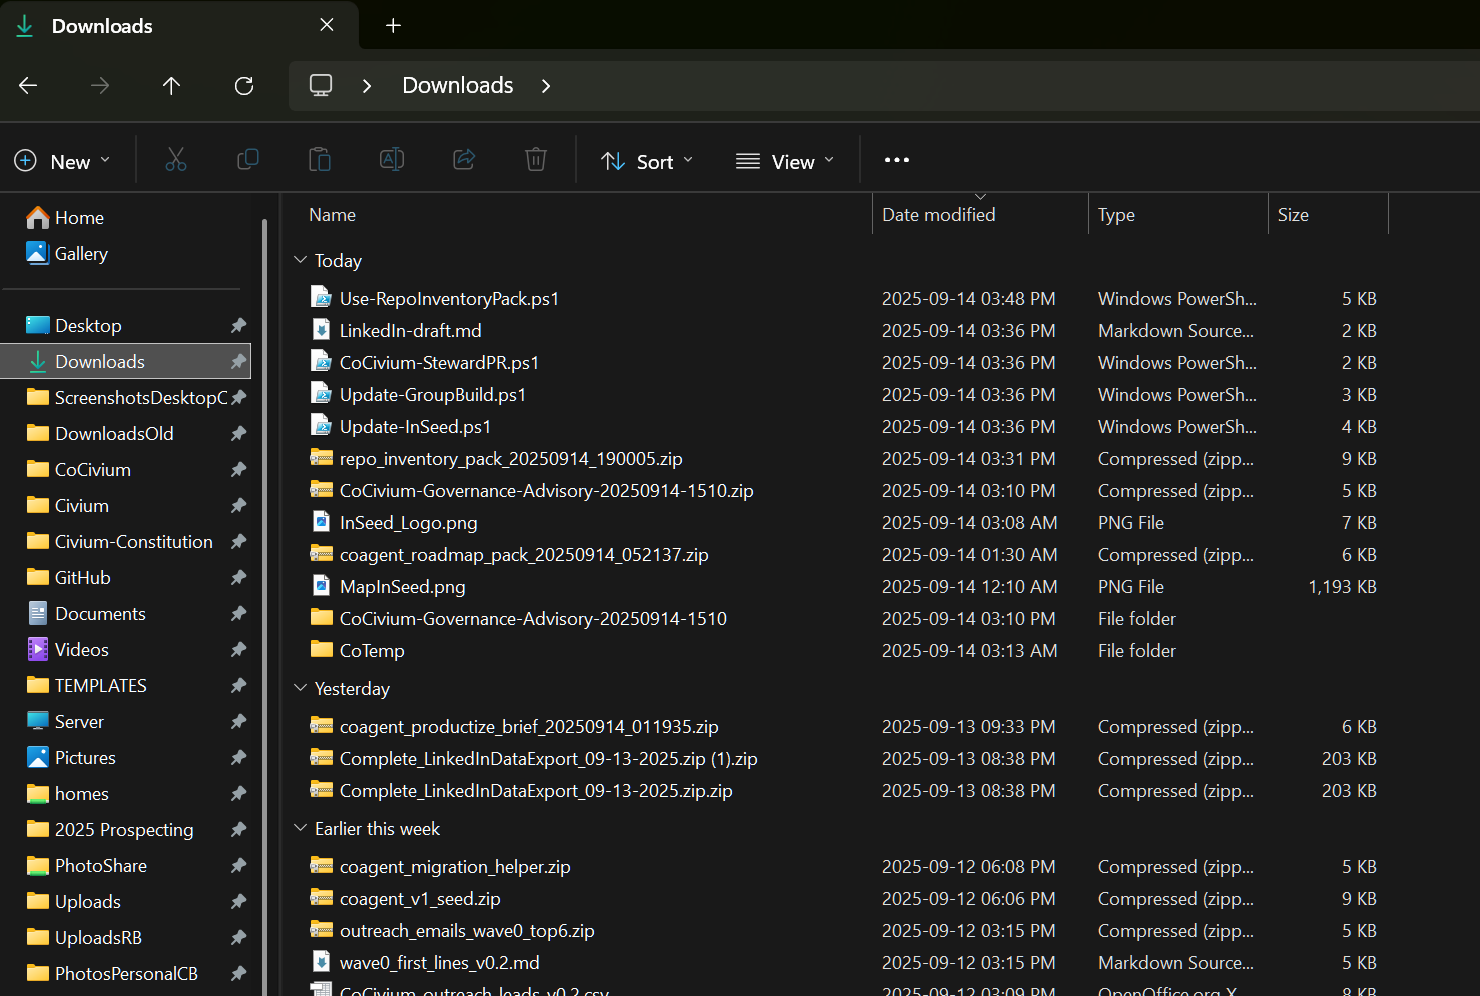 Downloads
Downloads
New
Sort
View
Home
Gallery
Desktop
Downloads
ScreenshotsDesktopC
DownloadsOld
CoCivium
Civium
Civium-Constitution
GitHub
Documents
Videos
TEMPLATES
Server
Pictures
homes
2025 Prospecting
PhotoShare
Uploads
UploadsRB
PhotosPersonalCB
Name Date modified Type Size
Today
Use-RepoInventoryPack.ps1 2025-09-14 03:48 PM Windows PowerSh... 5 KB
LinkedIn-draft.md 2025-09-14 03:36 PM Markdown Source... 2 KB
CoCivium-StewardPR.ps1 2025-09-14 03:36 PM Windows PowerSh... 2 KB
Update-GroupBuild.ps1 2025-09-14 03:36 PM Windows PowerSh... 3 KB
Update-InSeed.ps1 2025-09-14 03:36 PM Windows PowerSh... 4 KB
repo_inventory_pack_20250914_190005.zip 2025-09-14 03:31 PM Compressed (zipp... 9 KB
CoCivium-Governance-Advisory-20250914-1510.zip 2025-09-14 03:10 PM Compressed (zipp... 5 KB
InSeed_Logo.png 2025-09-14 03:08 AM PNG File 7 KB
coagent_roadmap_pack_20250914_052137.zip 2025-09-14 01:30 AM Compressed (zipp... 6 KB
MapInSeed.png 2025-09-14 12:10 AM PNG File 1,193 KB
CoCivium-Governance-Advisory-20250914-1510 2025-09-14 03:10 PM File folder
CoTemp 2025-09-14 03:13 AM File folder
Yesterday
coagent_productize_brief_20250914_011935.zip 2025-09-13 09:33 PM Compressed (zipp... 6 KB
Complete_LinkedInDataExport_09-13-2025.zip (1).zip 2025-09-13 08:38 PM Compressed (zipp... 203 KB
Complete_LinkedInDataExport_09-13-2025.zip.zip 2025-09-13 08:38 PM Compressed (zipp... 203 KB
Earlier this week
coagent_migration_helper.zip 2025-09-12 06:08 PM Compressed (zipp... 5 KB
coagent_v1_seed.zip 2025-09-12 06:06 PM Compressed (zipp... 9 KB
outreach_emails_wave0_top6.zip 2025-09-12 03:15 PM Compressed (zipp... 5 KB
wave0_first_lines_v0.2.md 2025-09-12 03:15 PM Markdown Source... 5 KB
CoCivium_outreach_leads_v0.2.csv 2025-09-12 03:09 PM OpenOffice.org X... 8 KB